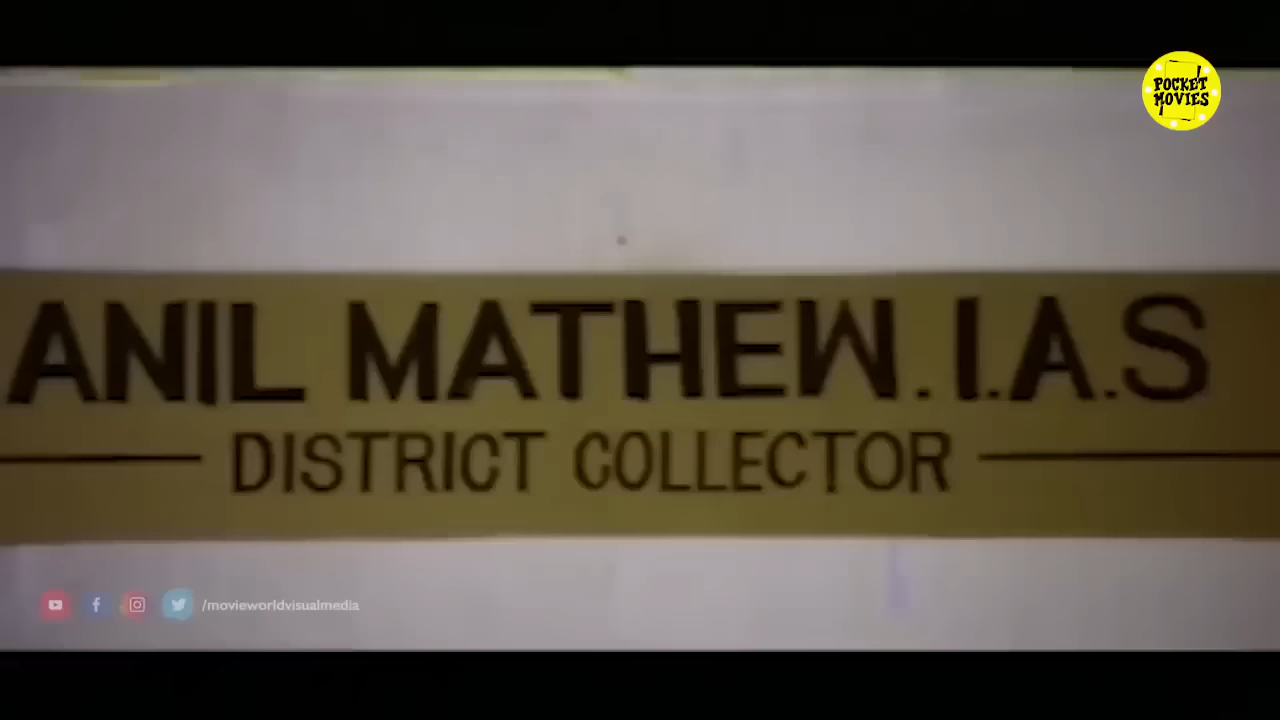 POCKET
MOVIES
ANIL MATHEW.I.A.S
DISTRICT COLLECTOR
/movieworldvisualmedia